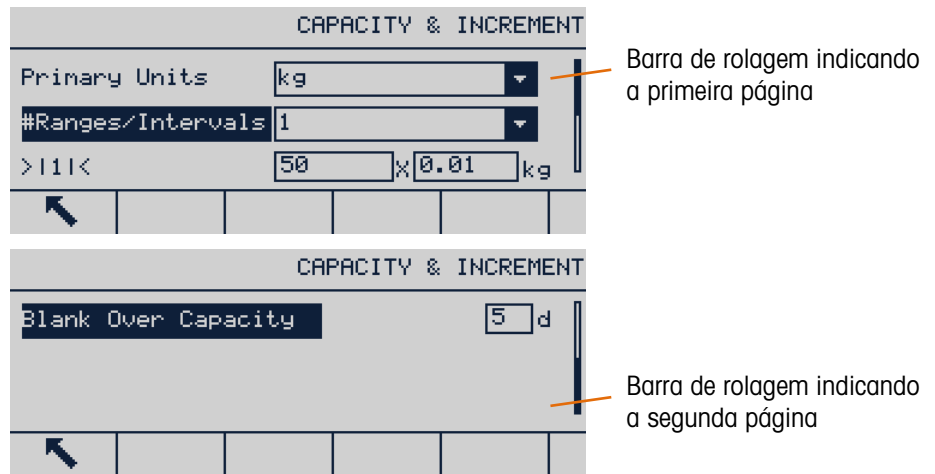 CAPACITY & INCREMENT
Primary Units kg
#Ranges/Intervals 1
>|1|< 50 X 0.01 kg
Barra de rolagem indicando
a primeira página
CAPACITY & INCREMENT
Blank Over Capacity 5 d
Barra de rolagem indicando
a segunda página